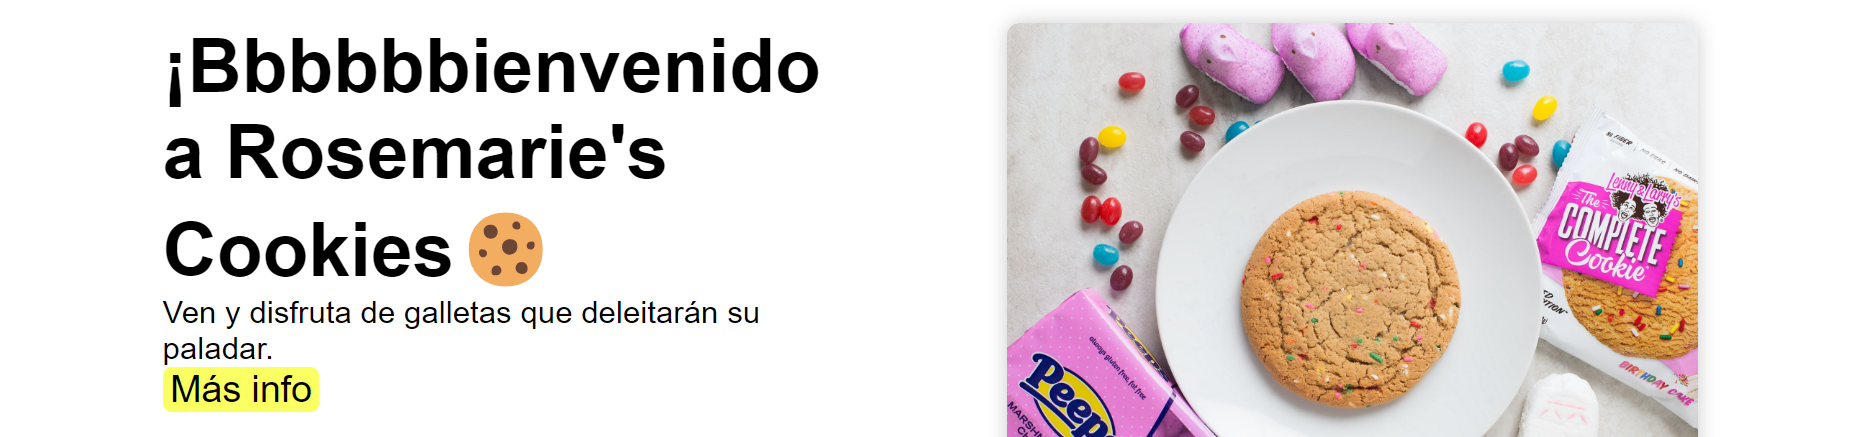 ¡Bbbbbbienvenido
a Rosemarie's
Cookies
Ven y disfruta de galletas que deleitarán su
paladar.
Más info
Lenny & Larry's
The
COMPLETE
Cookie
BIRTHDAY CAKE
always gluten free, fat free
Peeps